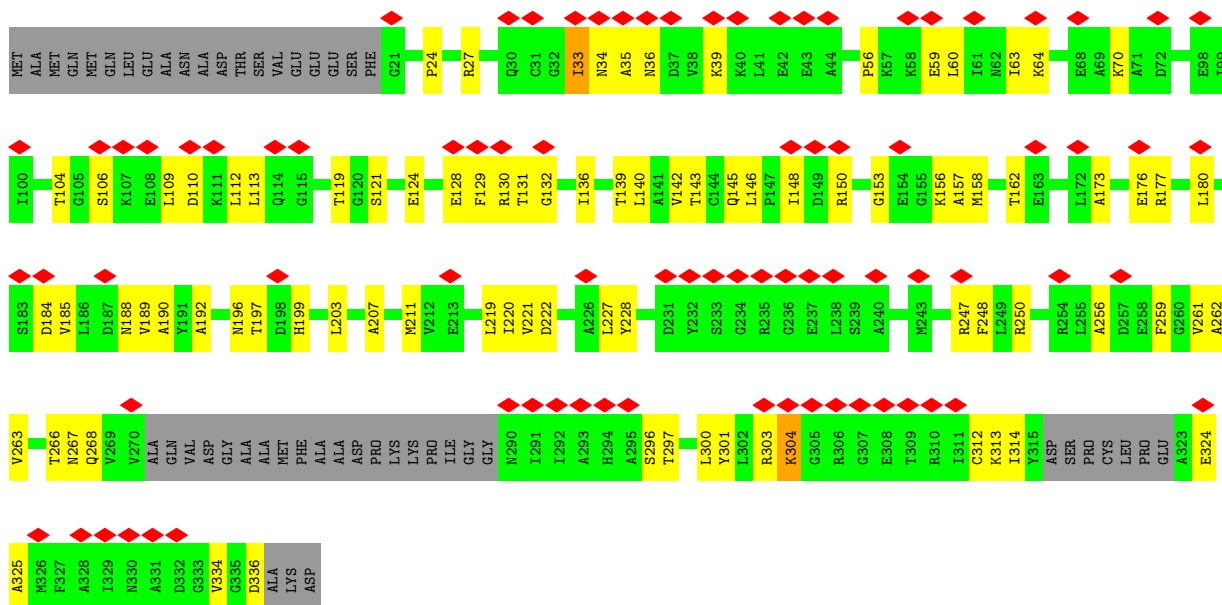 MET ALA MET GLN MET GLN LEU GLU ALA ASN ALA ASP THR SER VAL GLU GLU GLU SER PHE G21 P24 R27 Q30 C31 G32 I33 N34 A35 N36 D37 V38 K39 K40 L41 E42 E43 A44 P56 K57 K58 E59 L60 I61 N62 I63 K64 E68 A69 K70 A71 D72 E98 I99
I100 T104 G105 S106 K107 E108 L109 D110 K111 L112 L113 Q114 G115 T119 G120 S121 E124 E128 F129 R130 T131 G132 I136 T139 L140 A141 V142 T143 C144 Q145 L146 P147 I148 D149 R150 G153 E154 G155 K156 A157 M158 T162 E163 L172 A173 E176 R177 L180
S183 D184 V185 L186 D187 N188 V189 A190 Y191 A192 N196 T197 D198 H199 L203 A207 M211 V212 E213 L219 I220 V221 D222 A226 L227 Y228 D231 Y232 S233 G234 R235 G236 E237 L238 S239 A240 M243 R247 F248 L249 R250 R254 L255 A256 D257 E258 F259 G260 V261 A262
V263 T266 N267 Q268 V269 V270 ALA GLN VAL ASP GLY ALA ALA MET PHE ALA ALA ASP PRO LYS LYS PRO ILE GLY GLY N290 I291 I292 A293 H294 A295 S296 T297 L300 Y301 L302 R303 K304 G305 R306 G307 E308 T309 R310 I311 C312 K313 I314 Y315 ASP SER PRO CYS LEU PRO GLU A323 E324
A325 M326 F327 A328 I329 N330 A331 D332 G333 V334 G335 D336 ALA LYS ASP